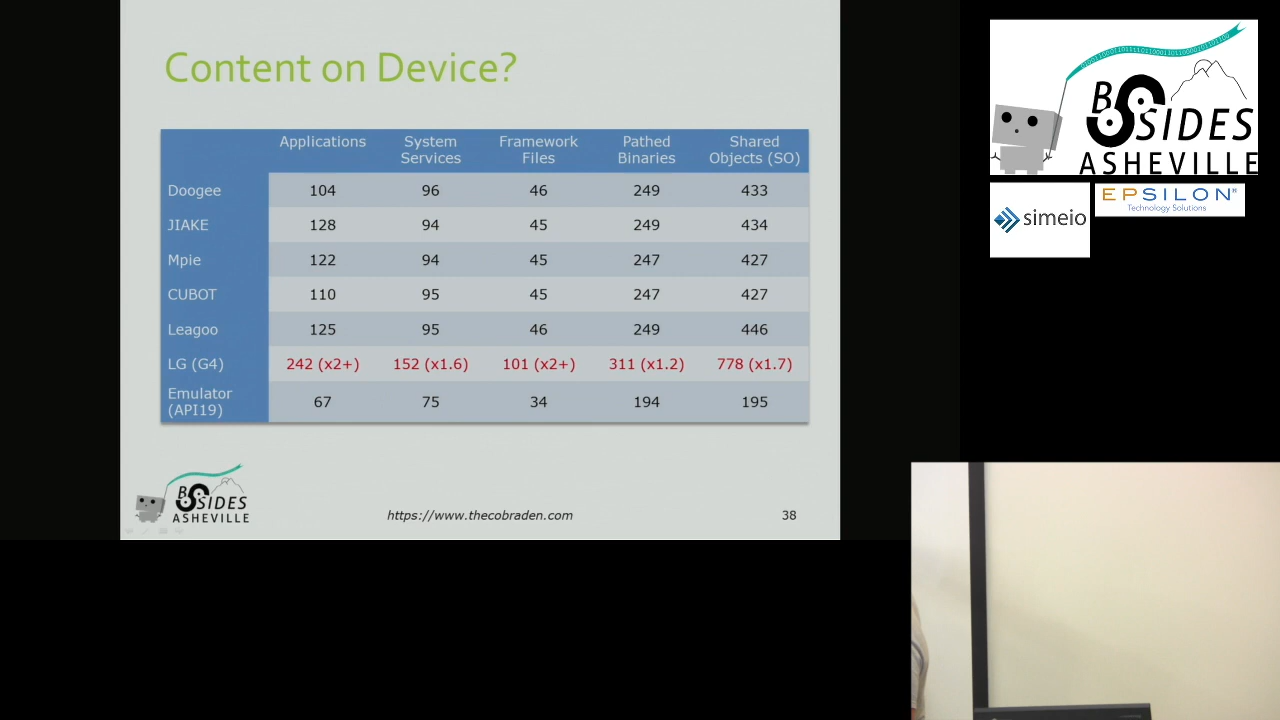 Content on Device?
Applications System Services Framework Files Pathed Binaries Shared Objects (SO)
Doogee 104 96 46 249 433
JIAKE 128 94 45 249 434
Mpie 122 94 45 247 427
CUBOT 110 95 45 247 427
Leagoo 125 95 46 249 446
LG (G4) 242 (x2+) 152 (x1.6) 101 (x2+) 311 (x1.2) 778 (x1.7)
Emulator (API19) 67 75 34 194 195
BSIDES
ASHEVILLE
https://www.thecobraden.com
38
BSIDES
ASHEVILLE
simeio
EPSILON®
Technology Solutions